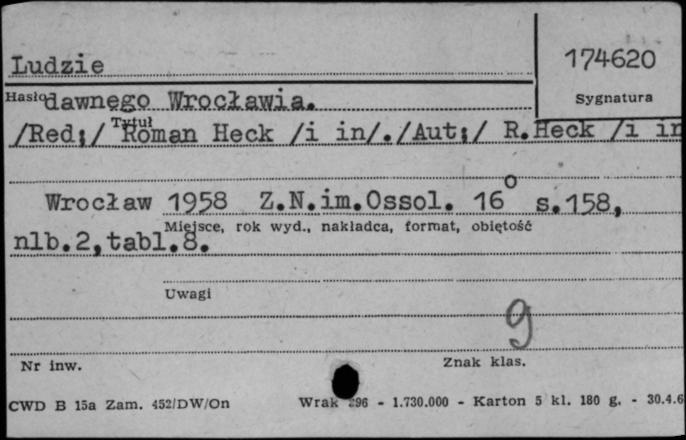 Ludzie
174620
Sygnatura
Hasło dawnego Wrocławia.
Tytuł
/Red:/ Roman Heck /i in/./Aut:/ R.Heck /i in
Wrocław 1958 Z.N.im.Ossol. 16° s.158,
Miejsce, rok wyd., nakładca, format, objętość
nlb.2,tabl.8.
Uwagi
9
Nr inw.
Znak klas.
CWD B 15a Zam. 452/DW/On Wrak 296 - 1.730.000 - Karton 5 kl. 180 g. - 30.4.6